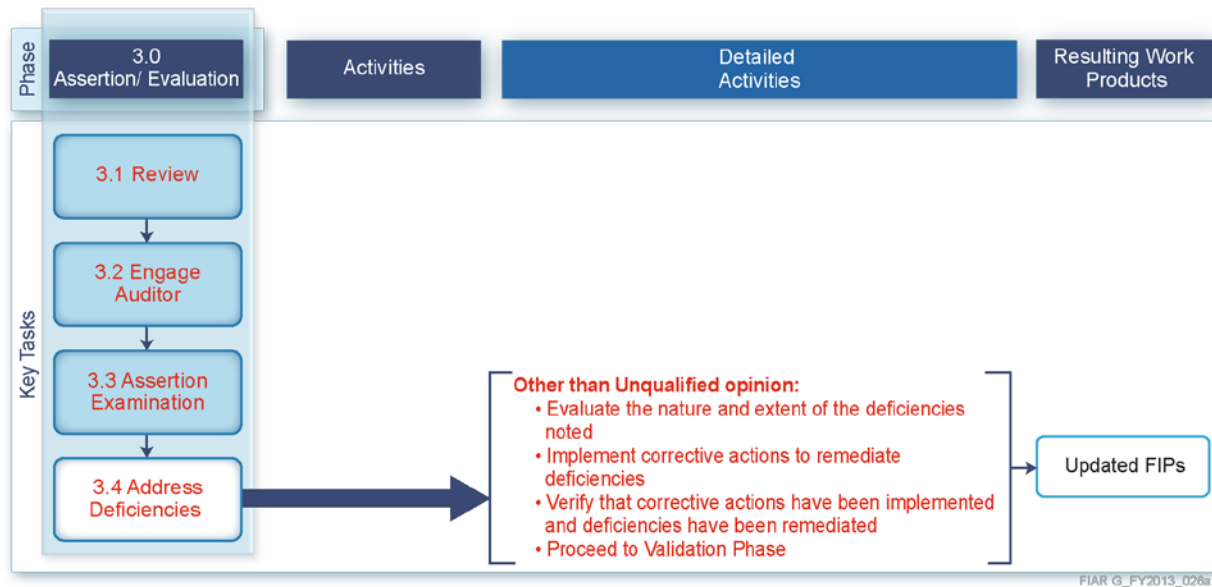 Phase
3.0
Assertion/ Evaluation
Activities
Detailed
Activities
Resulting Work
Products
Key Tasks
3.1 Review
3.2 Engage
Auditor
3.3 Assertion
Examination
3.4 Address
Deficiencies
Other than Unqualified opinion:
• Evaluate the nature and extent of the deficiencies
noted
• Implement corrective actions to remediate
deficiencies
• Verify that corrective actions have been implemented
and deficiencies have been remediated
• Proceed to Validation Phase
Updated FIPs
FIAR G_FY2013_026a